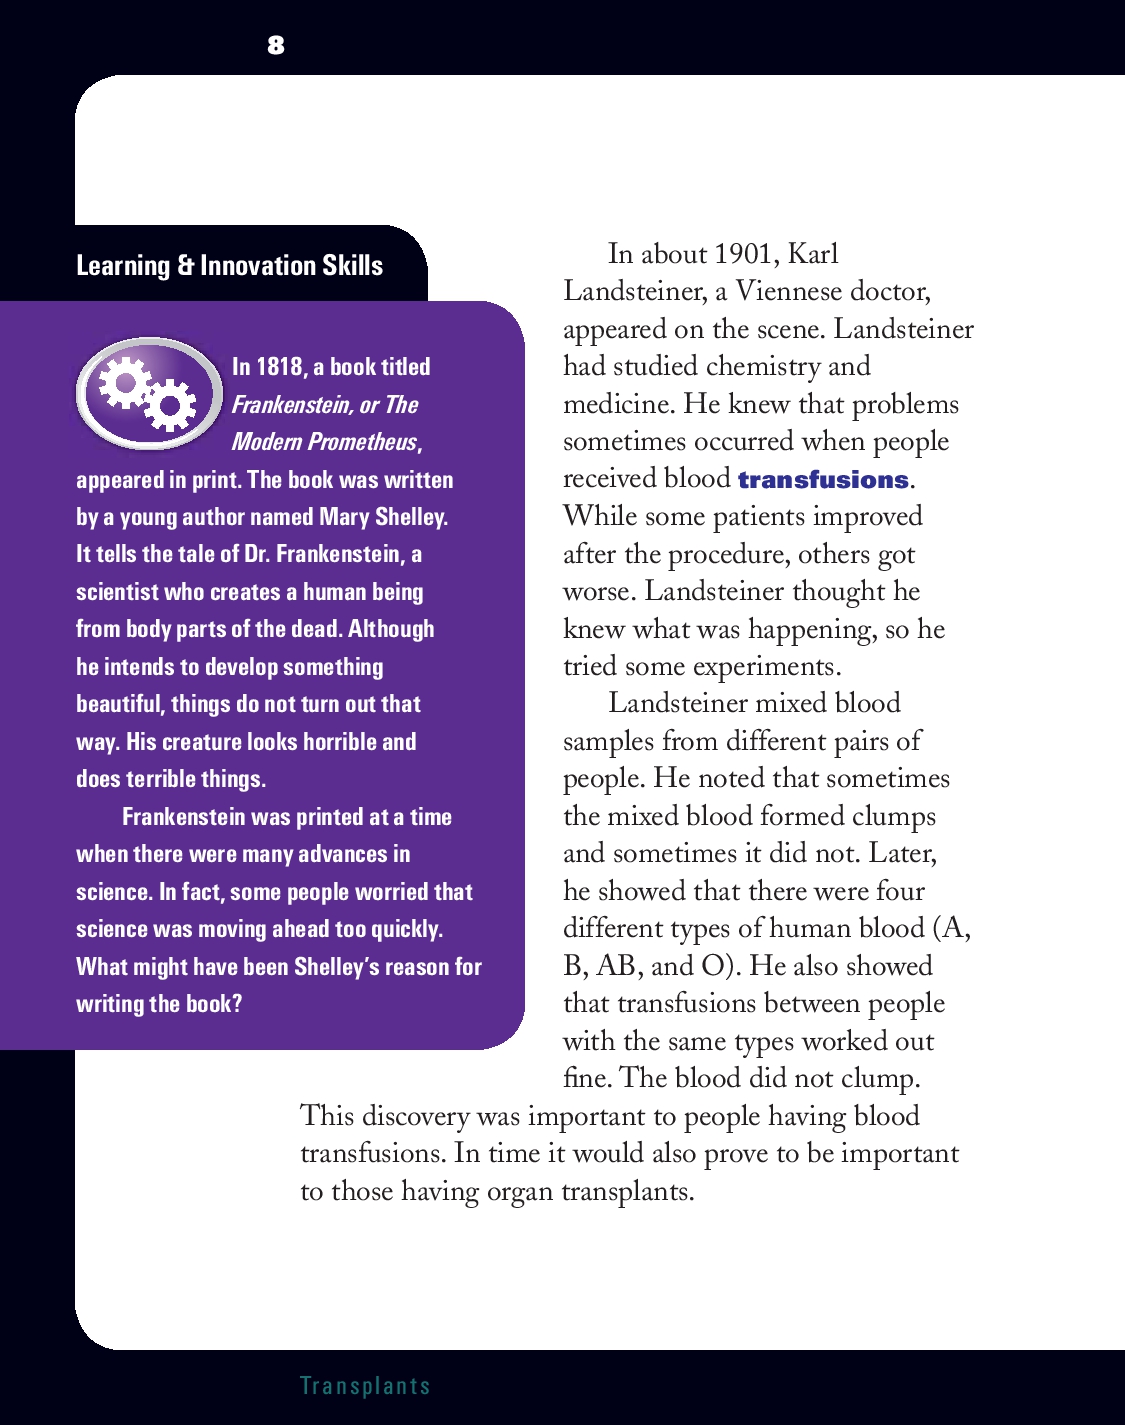 8
Learning & Innovation Skills
In 1818, a book titled
Frankenstein, or The
Modern Prometheus,
appeared in print. The book was written
by a young author named Mary Shelley.
It tells the tale of Dr. Frankenstein, a
scientist who creates a human being
from body parts of the dead. Although
he intends to develop something
beautiful, things do not turn out that
way. His creature looks horrible and
does terrible things.
Frankenstein was printed at a time
when there were many advances in
science. In fact, some people worried that
science was moving ahead too quickly.
What might have been Shelley's reason for
writing the book?
In about 1901, Karl
Landsteiner, a Viennese doctor,
appeared on the scene. Landsteiner
had studied chemistry and
medicine. He knew that problems
sometimes occurred when people
received blood transfusions.
While some patients improved
after the procedure, others got
worse. Landsteiner thought he
knew what was happening, so he
tried some experiments.
Landsteiner mixed blood
samples from different pairs of
people. He noted that sometimes
the mixed blood formed clumps
and sometimes it did not. Later,
he showed that there were four
different types of human blood (A,
B, AB, and O). He also showed
that transfusions between people
with the same types worked out
fine. The blood did not clump.
This discovery was important to people having blood
transfusions. In time it would also prove to be important
to those having organ transplants.
Transplants